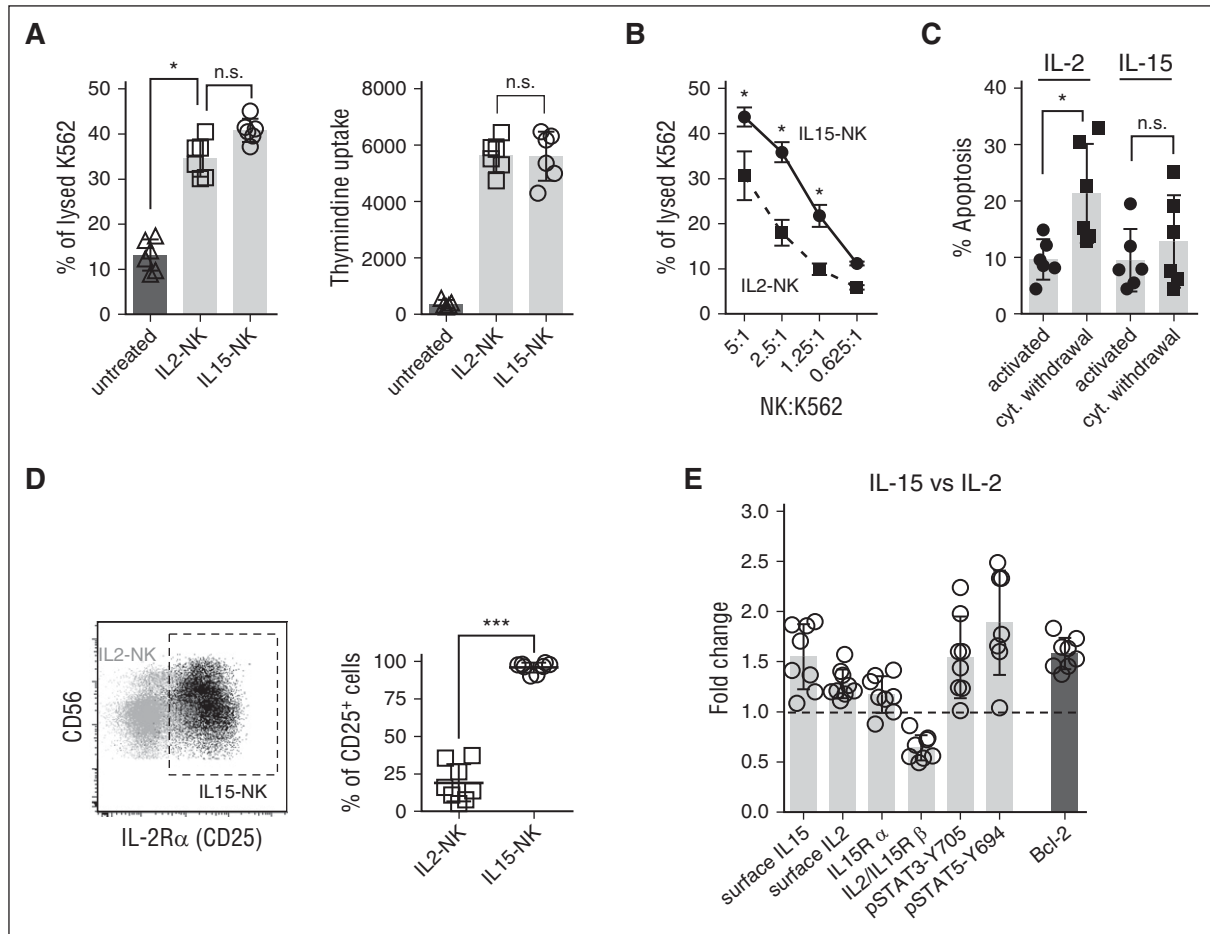 A
% of lysed K562
50
40
30
20
10
0
*
n.s.
untreated
IL2-NK
IL15-NK
Thymindine uptake
8000
6000
4000
2000
0
n.s.
untreated
IL2-NK
IL15-NK
B
% of lysed K562
50
40
30
20
10
0
*
*
*
IL15-NK
IL2-NK
5:1
2.5:1
1.25:1
0.625:1
NK:K562
C
IL-2
IL-15
% Apoptosis
40
30
20
10
0
*
n.s.
activated
cyt. withdrawal
activated
cyt. withdrawal
D
IL2-NK
CD56
IL15-NK
IL-2Rα (CD25)
% of CD25+ cells
100
75
50
25
0
***
IL2-NK
IL15-NK
E
IL-15 vs IL-2
Fold change
3.0
2.5
2.0
1.5
1.0
0.5
0.0
surface IL15
surface IL2
IL15R α
IL2/IL15R β
pSTAT3-Y705
pSTAT5-Y694
Bcl-2